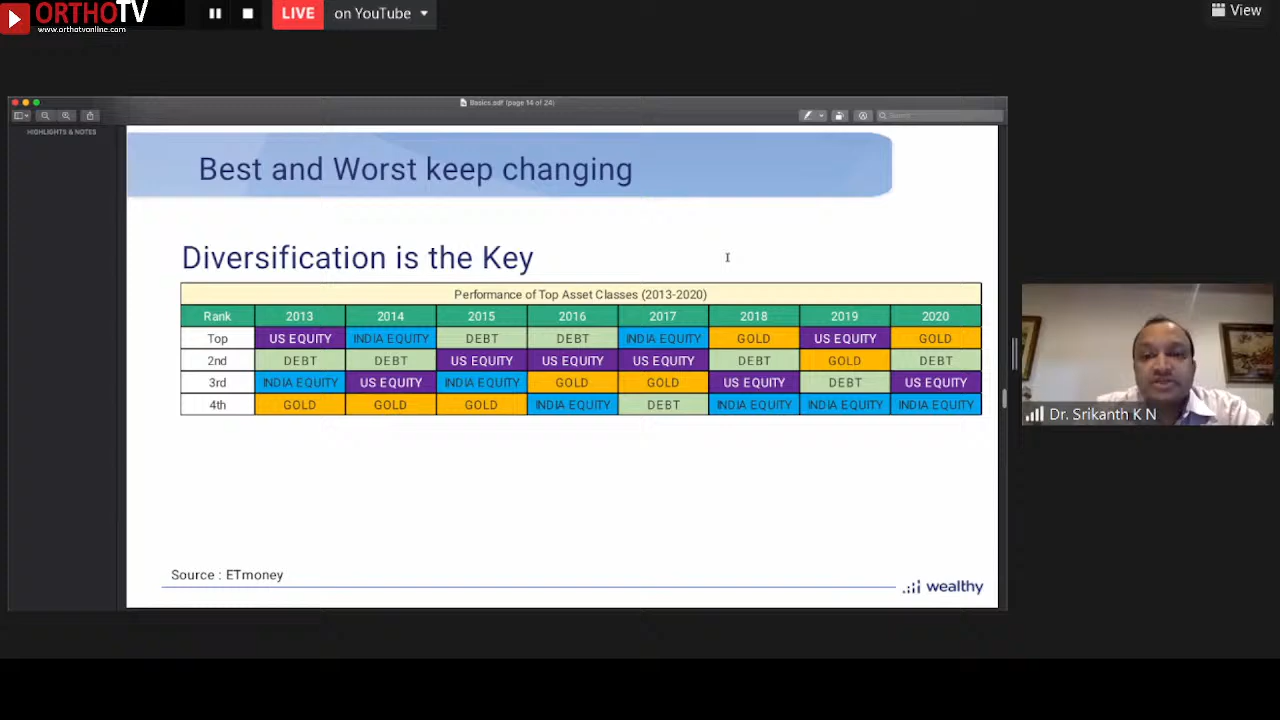 ORTHOTV
www.orthotvonline.com
LIVE
on YouTube
View
Basics.pdf (page 14 of 24)
Search
HIGHLIGHTS & NOTES
Best and Worst keep changing
Diversification is the Key
Performance of Top Asset Classes (2013-2020)
Rank 2013 2014 2015 2016 2017 2018 2019 2020
Top US EQUITY INDIA EQUITY DEBT DEBT INDIA EQUITY GOLD US EQUITY GOLD
2nd DEBT DEBT US EQUITY US EQUITY US EQUITY DEBT GOLD DEBT
3rd INDIA EQUITY US EQUITY INDIA EQUITY GOLD GOLD US EQUITY DEBT US EQUITY
4th GOLD GOLD GOLD INDIA EQUITY DEBT INDIA EQUITY INDIA EQUITY INDIA EQUITY
Dr. Srikanth K N
Source : ETmoney
wealthy